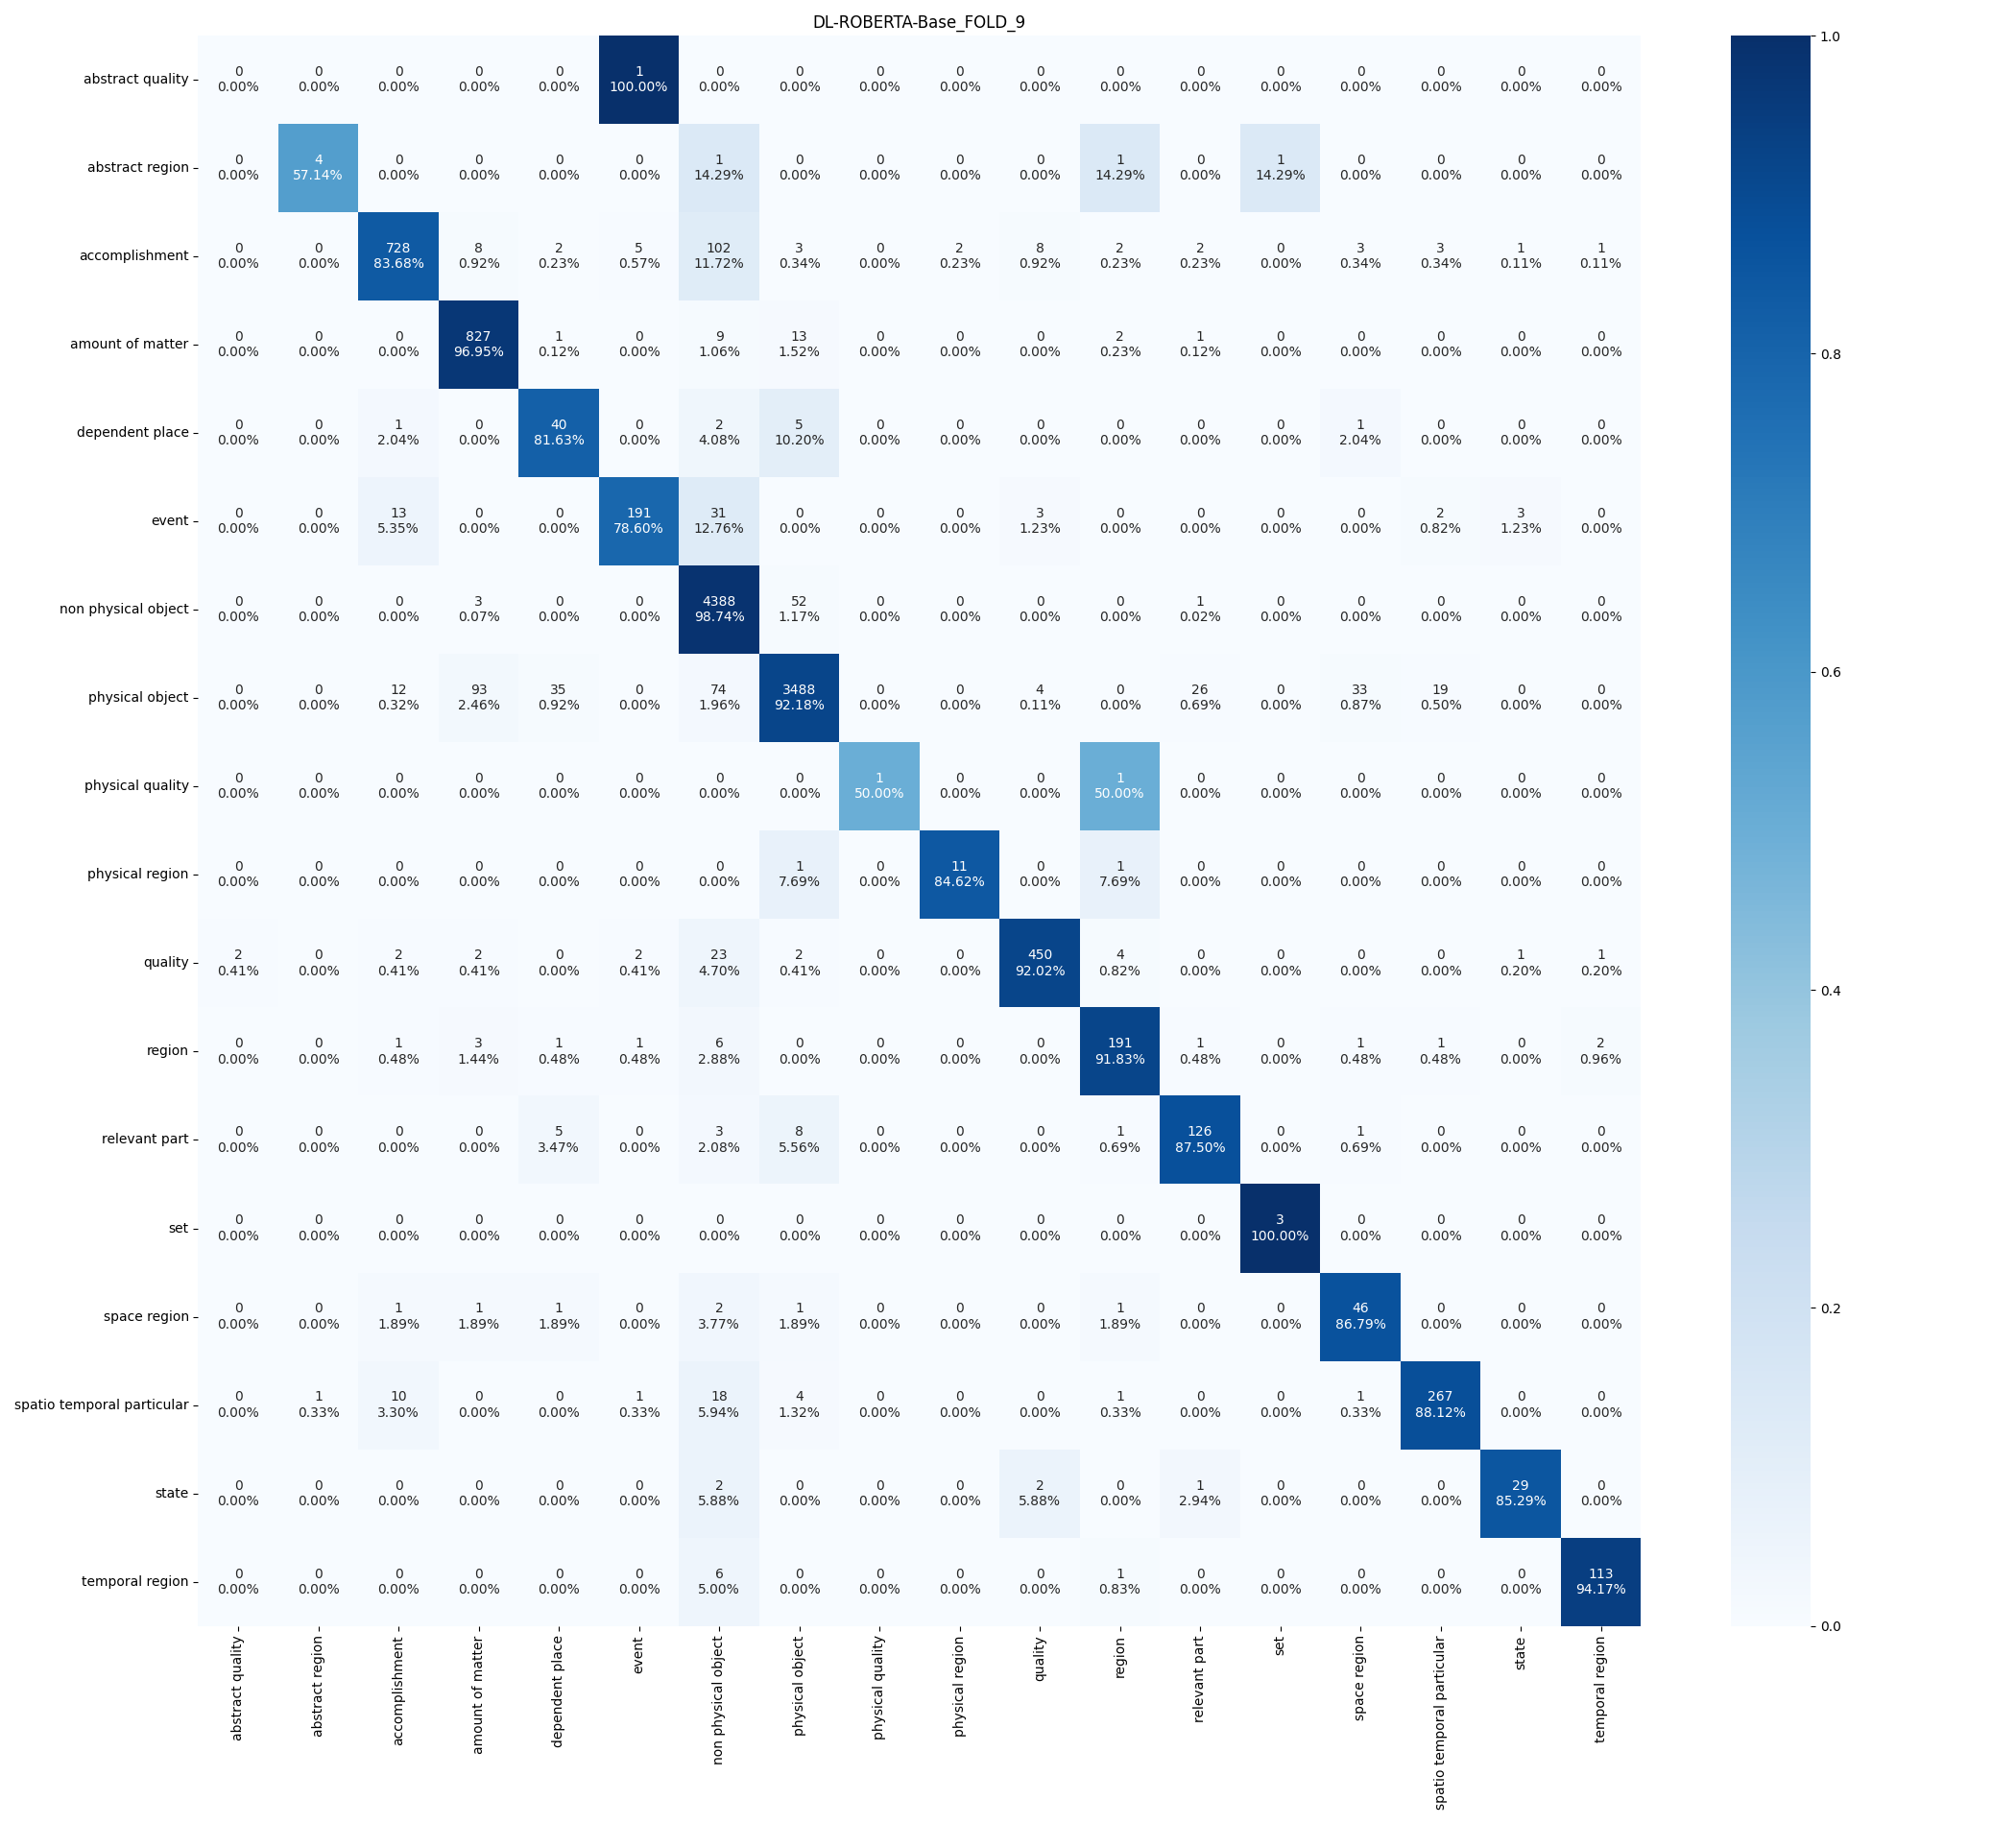 DL-ROBERTA-Base_FOLD_9
abstract quality 0 0 0 0 0 1 0 0 0 0 0 0 0 0 0 0 0 0
0.00% 0.00% 0.00% 0.00% 0.00% 100.00% 0.00% 0.00% 0.00% 0.00% 0.00% 0.00% 0.00% 0.00% 0.00% 0.00% 0.00% 0.00%
abstract region 0 4 0 0 0 0 1 0 0 0 0 1 0 1 0 0 0 0
0.00% 57.14% 0.00% 0.00% 0.00% 0.00% 14.29% 0.00% 0.00% 0.00% 0.00% 14.29% 0.00% 14.29% 0.00% 0.00% 0.00% 0.00%
accomplishment 0 0 728 8 2 5 102 3 0 2 8 2 2 0 3 3 1 1
0.00% 0.00% 83.68% 0.92% 0.23% 0.57% 11.72% 0.34% 0.00% 0.23% 0.92% 0.23% 0.23% 0.00% 0.34% 0.34% 0.11% 0.11%
amount of matter 0 0 0 827 1 0 9 13 0 0 0 2 1 0 0 0 0 0
0.00% 0.00% 0.00% 96.95% 0.12% 0.00% 1.06% 1.52% 0.00% 0.00% 0.00% 0.23% 0.12% 0.00% 0.00% 0.00% 0.00% 0.00%
dependent place 0 0 1 0 40 0 2 5 0 0 0 0 0 0 1 0 0 0
0.00% 0.00% 2.04% 0.00% 81.63% 0.00% 4.08% 10.20% 0.00% 0.00% 0.00% 0.00% 0.00% 0.00% 2.04% 0.00% 0.00% 0.00%
event 0 0 13 0 0 191 31 0 0 0 3 0 0 0 0 2 3 0
0.00% 0.00% 5.35% 0.00% 0.00% 78.60% 12.76% 0.00% 0.00% 0.00% 1.23% 0.00% 0.00% 0.00% 0.00% 0.82% 1.23% 0.00%
non physical object 0 0 0 3 0 0 4388 52 0 0 0 0 1 0 0 0 0 0
0.00% 0.00% 0.00% 0.07% 0.00% 0.00% 98.74% 1.17% 0.00% 0.00% 0.00% 0.00% 0.02% 0.00% 0.00% 0.00% 0.00% 0.00%
physical object 0 0 12 93 35 0 74 3488 0 0 4 0 26 0 33 19 0 0
0.00% 0.00% 0.32% 2.46% 0.92% 0.00% 1.96% 92.18% 0.00% 0.00% 0.11% 0.00% 0.69% 0.00% 0.87% 0.50% 0.00% 0.00%
physical quality 0 0 0 0 0 0 0 0 1 0 0 1 0 0 0 0 0 0
0.00% 0.00% 0.00% 0.00% 0.00% 0.00% 0.00% 0.00% 50.00% 0.00% 0.00% 50.00% 0.00% 0.00% 0.00% 0.00% 0.00% 0.00%
physical region 0 0 0 0 0 0 0 1 0 11 0 1 0 0 0 0 0 0
0.00% 0.00% 0.00% 0.00% 0.00% 0.00% 0.00% 7.69% 0.00% 84.62% 0.00% 7.69% 0.00% 0.00% 0.00% 0.00% 0.00% 0.00%
quality 2 0 2 2 0 2 23 2 0 0 450 4 0 0 0 0 1 1
0.41% 0.00% 0.41% 0.41% 0.00% 0.41% 4.70% 0.41% 0.00% 0.00% 92.02% 0.82% 0.00% 0.00% 0.00% 0.00% 0.20% 0.20%
region 0 0 1 3 1 1 6 0 0 0 0 191 1 0 1 1 0 2
0.00% 0.00% 0.48% 1.44% 0.48% 0.48% 2.88% 0.00% 0.00% 0.00% 0.00% 91.83% 0.48% 0.00% 0.48% 0.48% 0.00% 0.96%
relevant part 0 0 0 0 5 0 3 8 0 0 0 1 126 0 1 0 0 0
0.00% 0.00% 0.00% 0.00% 3.47% 0.00% 2.08% 5.56% 0.00% 0.00% 0.00% 0.69% 87.50% 0.00% 0.69% 0.00% 0.00% 0.00%
set 0 0 0 0 0 0 0 0 0 0 0 0 0 3 0 0 0 0
0.00% 0.00% 0.00% 0.00% 0.00% 0.00% 0.00% 0.00% 0.00% 0.00% 0.00% 0.00% 0.00% 100.00% 0.00% 0.00% 0.00% 0.00%
space region 0 0 1 1 1 0 2 1 0 0 0 1 0 0 46 0 0 0
0.00% 0.00% 1.89% 1.89% 1.89% 0.00% 3.77% 1.89% 0.00% 0.00% 0.00% 1.89% 0.00% 0.00% 86.79% 0.00% 0.00% 0.00%
spatio temporal particular 0 1 10 0 0 1 18 4 0 0 0 1 0 0 1 267 0 0
0.00% 0.33% 3.30% 0.00% 0.00% 0.33% 5.94% 1.32% 0.00% 0.00% 0.00% 0.33% 0.00% 0.00% 0.33% 88.12% 0.00% 0.00%
state 0 0 0 0 0 0 2 0 0 0 2 0 1 0 0 0 29 0
0.00% 0.00% 0.00% 0.00% 0.00% 0.00% 5.88% 0.00% 0.00% 0.00% 5.88% 0.00% 2.94% 0.00% 0.00% 0.00% 85.29% 0.00%
temporal region 0 0 0 0 0 0 6 0 0 0 0 1 0 0 0 0 0 113
0.00% 0.00% 0.00% 0.00% 0.00% 0.00% 5.00% 0.00% 0.00% 0.00% 0.00% 0.83% 0.00% 0.00% 0.00% 0.00% 0.00% 94.17%
abstract quality
abstract region
accomplishment
amount of matter
dependent place
event
non physical object
physical object
physical quality
physical region
quality
region
relevant part
set
space region
spatio temporal particular
state
temporal region
1.0
0.8
0.6
0.4
0.2
0.0